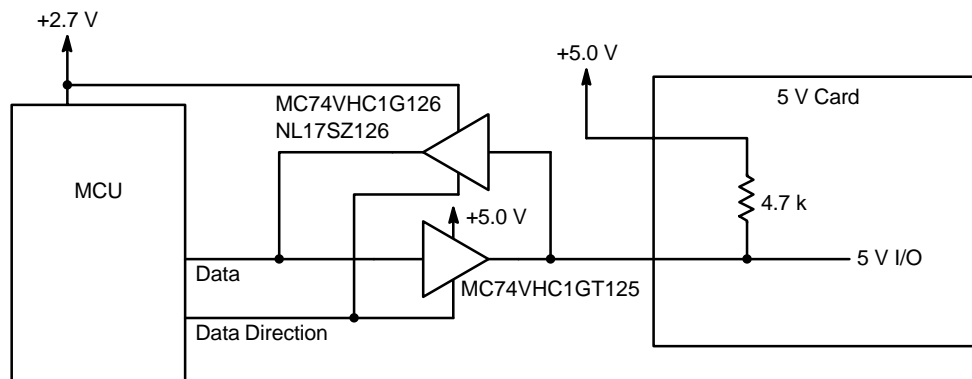 +2.7 V
+5.0 V
MC74VHC1G126
NL17SZ126
5 V Card
MCU
4.7 k
+5.0 V
5 V I/O
Data
MC74VHC1GT125
Data Direction